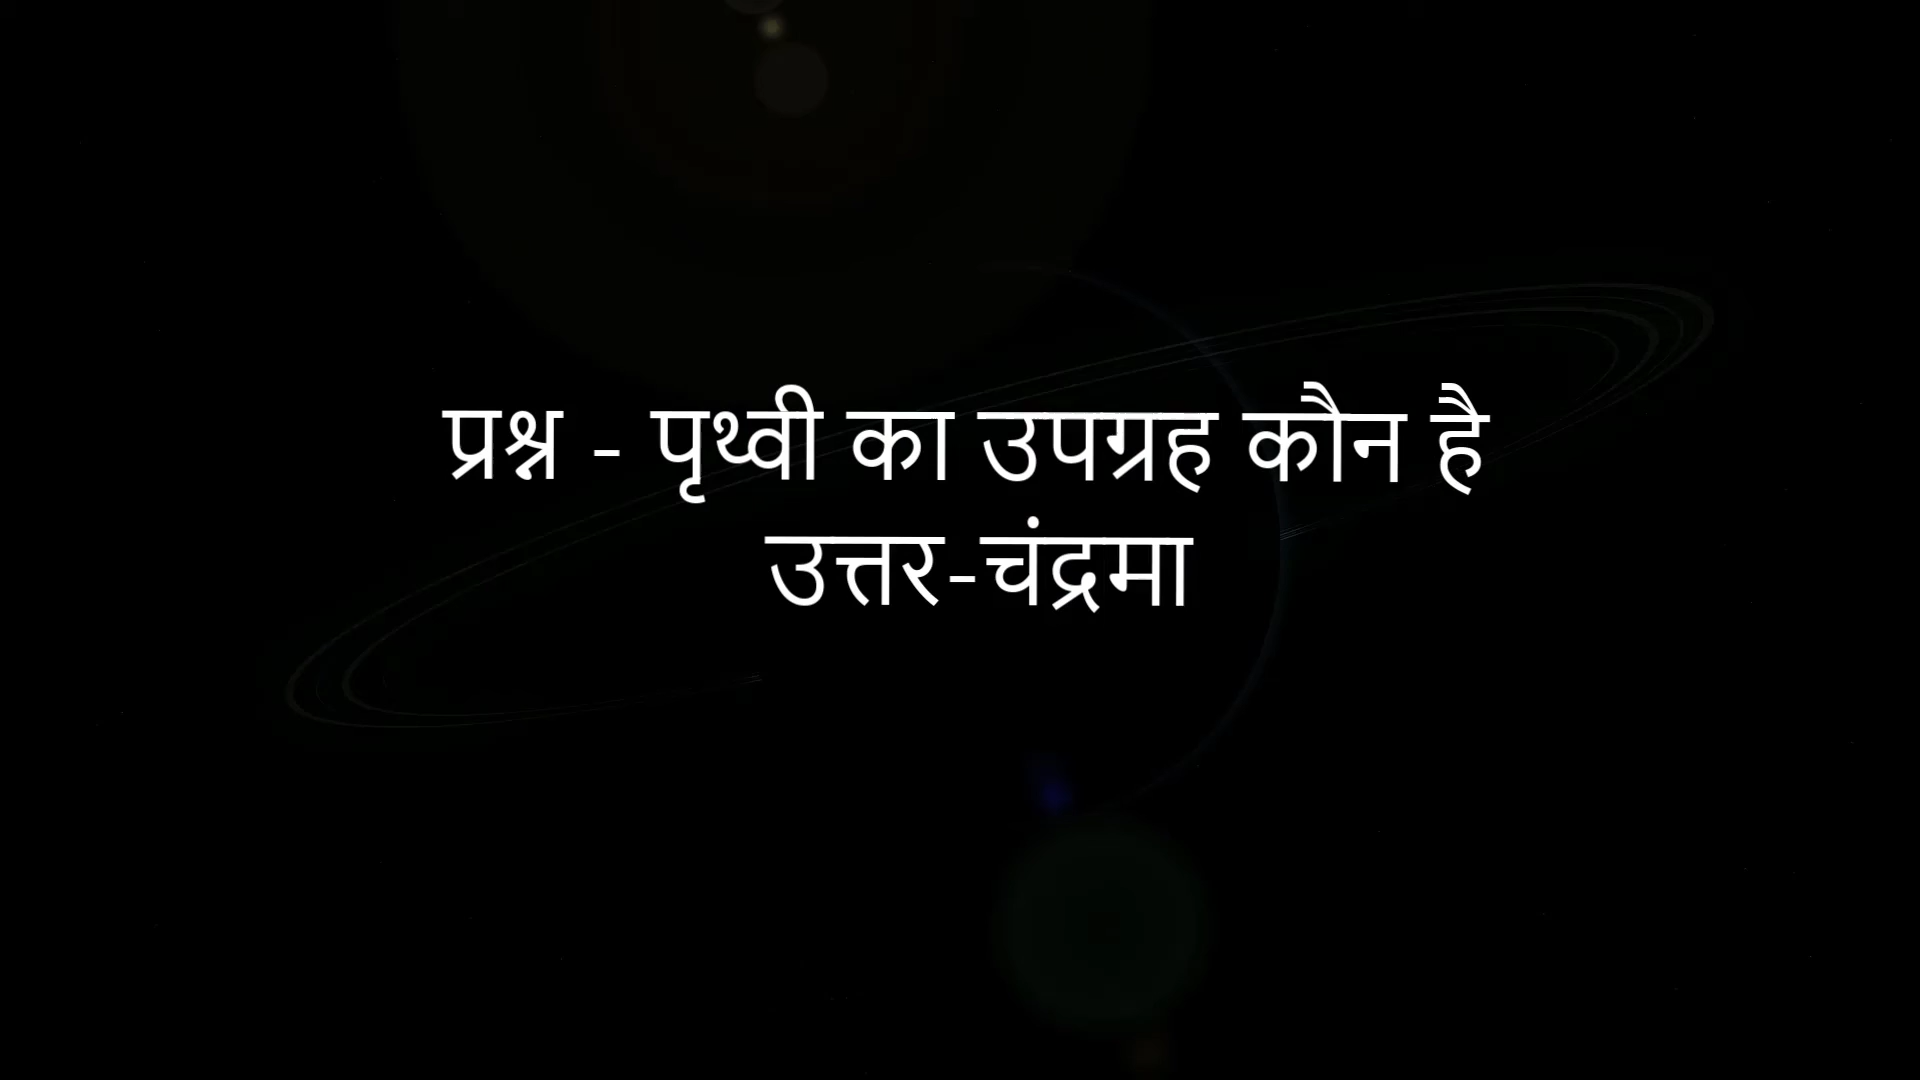 प्रश्न - पृथ्वी का उपग्रह कौन है
उत्तर-चंद्रमा